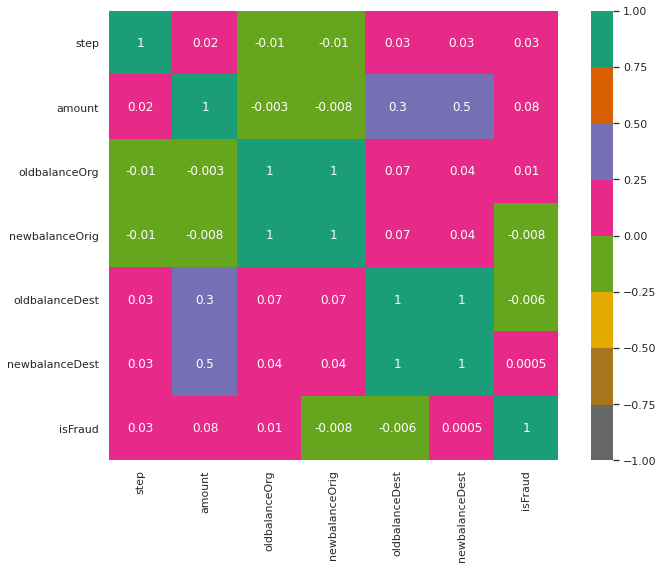 step 1 0.02 -0.01 -0.01 0.03 0.03 0.03
amount 0.02 1 -0.003 -0.008 0.3 0.5 0.08
oldbalanceOrg -0.01 -0.003 1 1 0.07 0.04 0.01
newbalanceOrig -0.01 -0.008 1 1 0.07 0.04 -0.008
oldbalanceDest 0.03 0.3 0.07 0.07 1 1 -0.006
newbalanceDest 0.03 0.5 0.04 0.04 1 1 0.0005
isFraud 0.03 0.08 0.01 -0.008 -0.006 0.0005 1
step
amount
oldbalanceOrg
newbalanceOrig
oldbalanceDest
newbalanceDest
isFraud
1.00
0.75
0.50
0.25
0.00
−0.25
−0.50
−0.75
−1.00